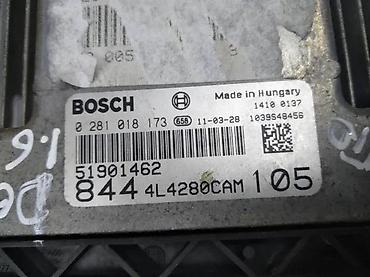 005
BOSCH
Made in Hungary
1410 0137
0 281 018 173 658 11-03-28 1039S48456
51901462
844 4L4280CAM 105
1.6